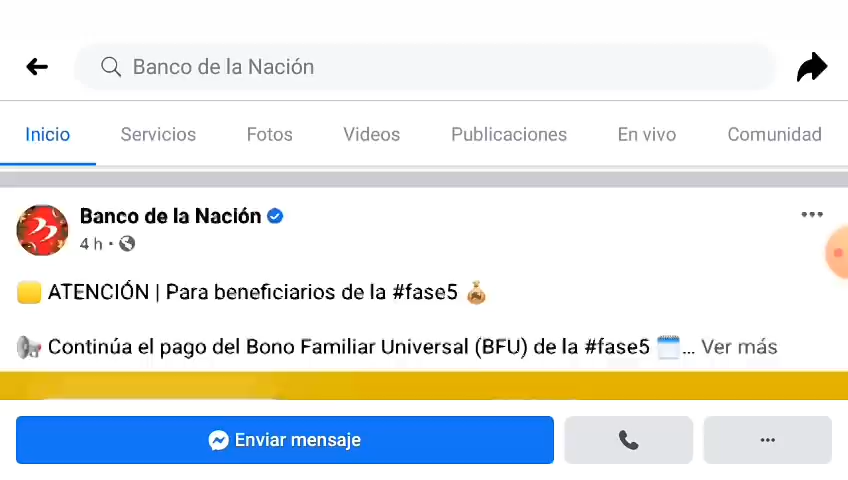 Banco de la Nación
Inicio Servicios Fotos Videos Publicaciones En vivo Comunidad
Banco de la Nación
4 h ·
ATENCIÓN | Para beneficiarios de la #fase5
Continúa el pago del Bono Familiar Universal (BFU) de la #fase5 ... Ver más
Enviar mensaje